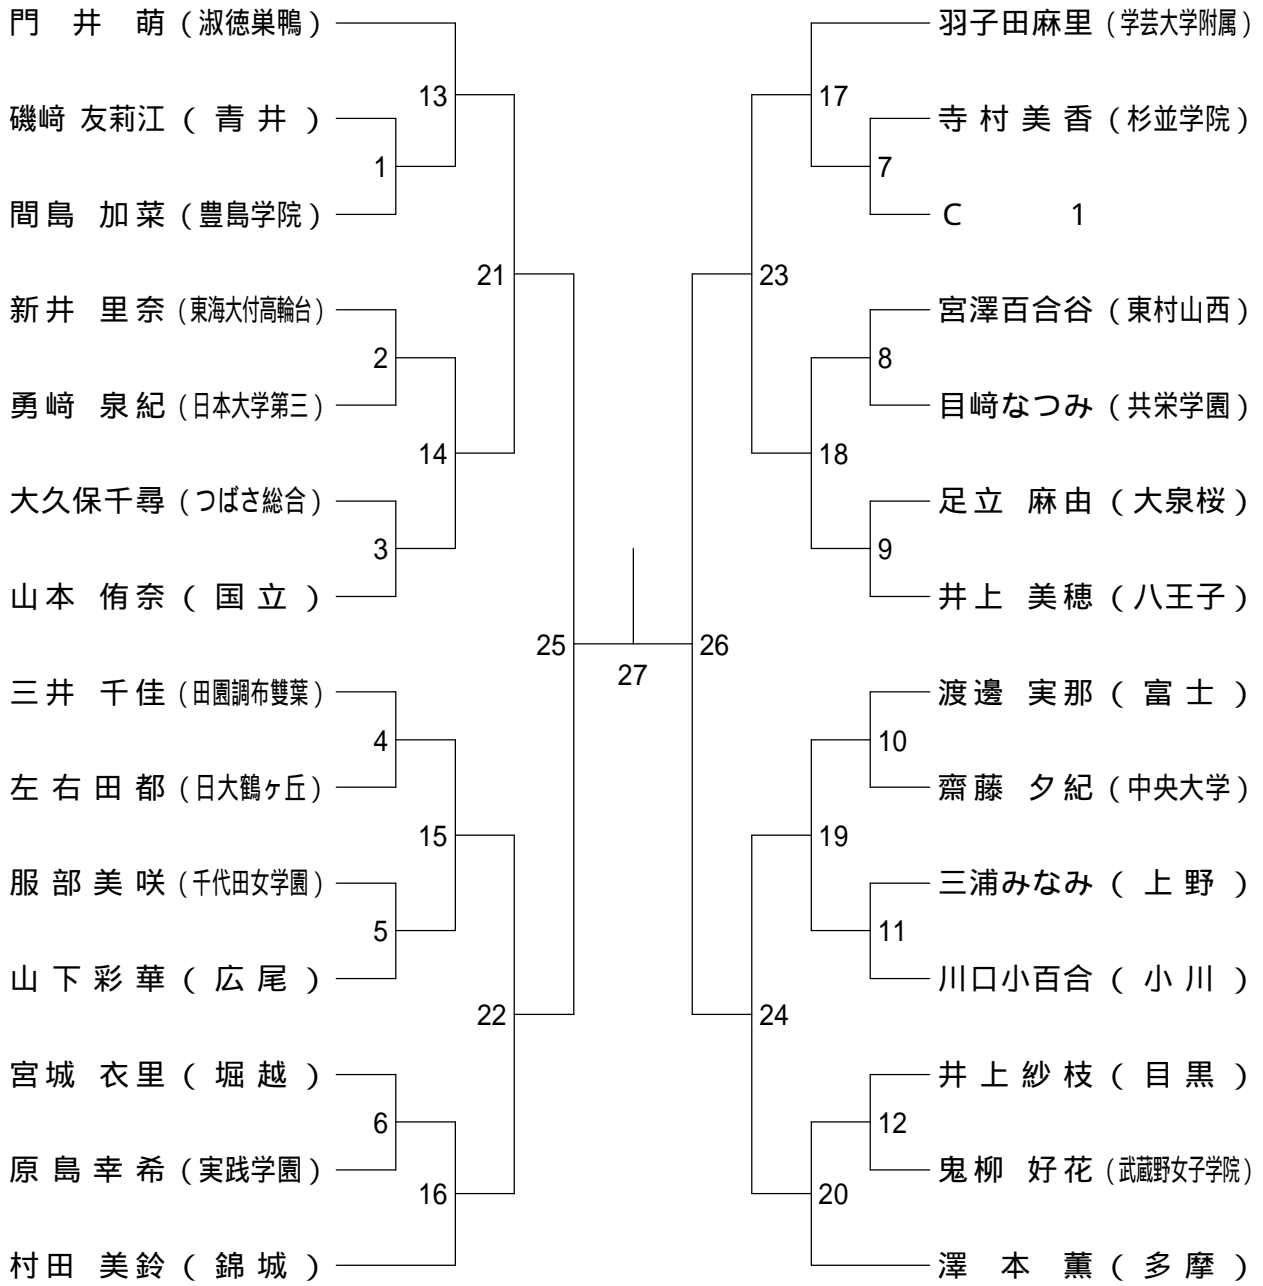 門井萌（淑徳巣鴨）
磯﨑 友莉江（青井）
間島 加菜（豊島学院）
新井 里奈（東海大付高輪台）
勇﨑 泉紀（日本大学第三）
大久保千尋（つばさ総合）
山本 侑奈（国立）
三井 千佳（田園調布雙葉）
左右田都（日大鶴ヶ丘）
服部美咲（千代田女学園）
山下彩華（広尾）
宮城 衣里（堀越）
原島幸希（実践学園）
村田 美鈴（錦城）
1
2
3
4
5
6
13
14
15
16
21
22
25
27
26
23
24
17
18
19
20
7
8
9
10
11
12
羽子田麻里（学芸大学附属）
寺村美香（杉並学院）
C 1
宮澤百合谷（東村山西）
目﨑なつみ（共栄学園）
足立 麻由（大泉桜）
井上 美穂（八王子）
渡邊 実那（富士）
齋藤 夕紀（中央大学）
三浦みなみ（上野）
川口小百合（小川）
井上紗枝（目黒）
鬼柳 好花（武蔵野女子学院）
澤本薫（多摩）